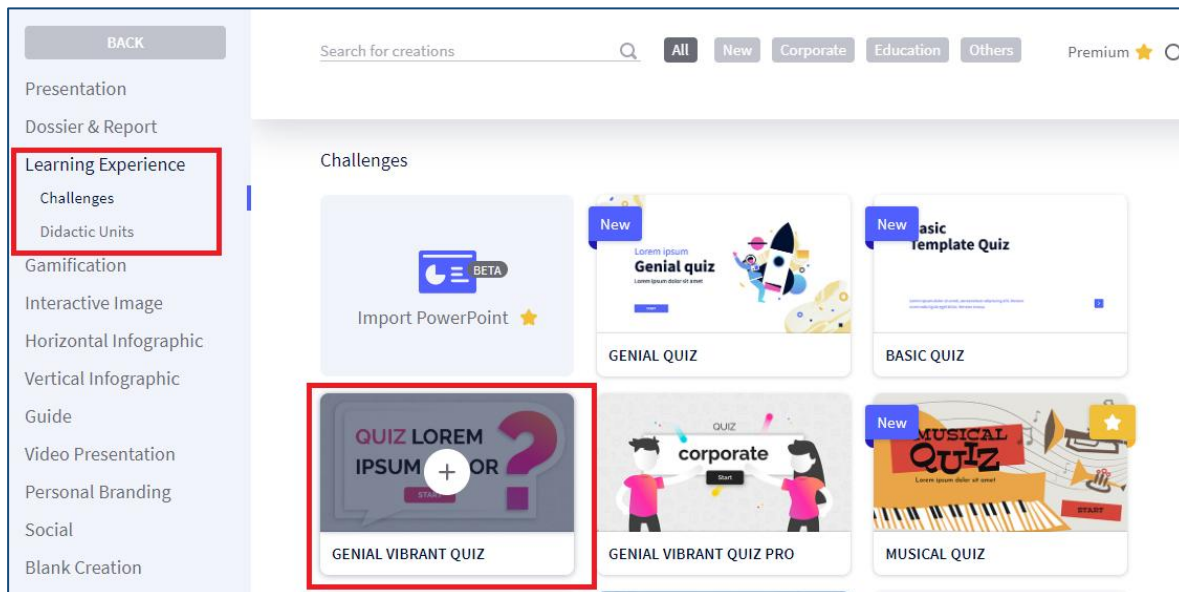 BACK
Presentation
Dossier & Report
Learning Experience
Challenges
Didactic Units
Gamification
Interactive Image
Horizontal Infographic
Vertical Infographic
Guide
Video Presentation
Personal Branding
Social
Blank Creation
Search for creations
All
New
Corporate
Education
Others
Premium
Challenges
BETA
Import PowerPoint
New
Lorem ipsum
Genial quiz
Lorem ipsum dolor sit amet
GENIAL QUIZ
New
asic
Template Quiz
BASIC QUIZ
QUIZ LOREM
IPSUM OR
START
GENIAL VIBRANT QUIZ
QUIZ
corporate
Start
GENIAL VIBRANT QUIZ PRO
New
MUSICAL
QUIZ
Lorem ipsum dolor sit amet
START
MUSICAL QUIZ